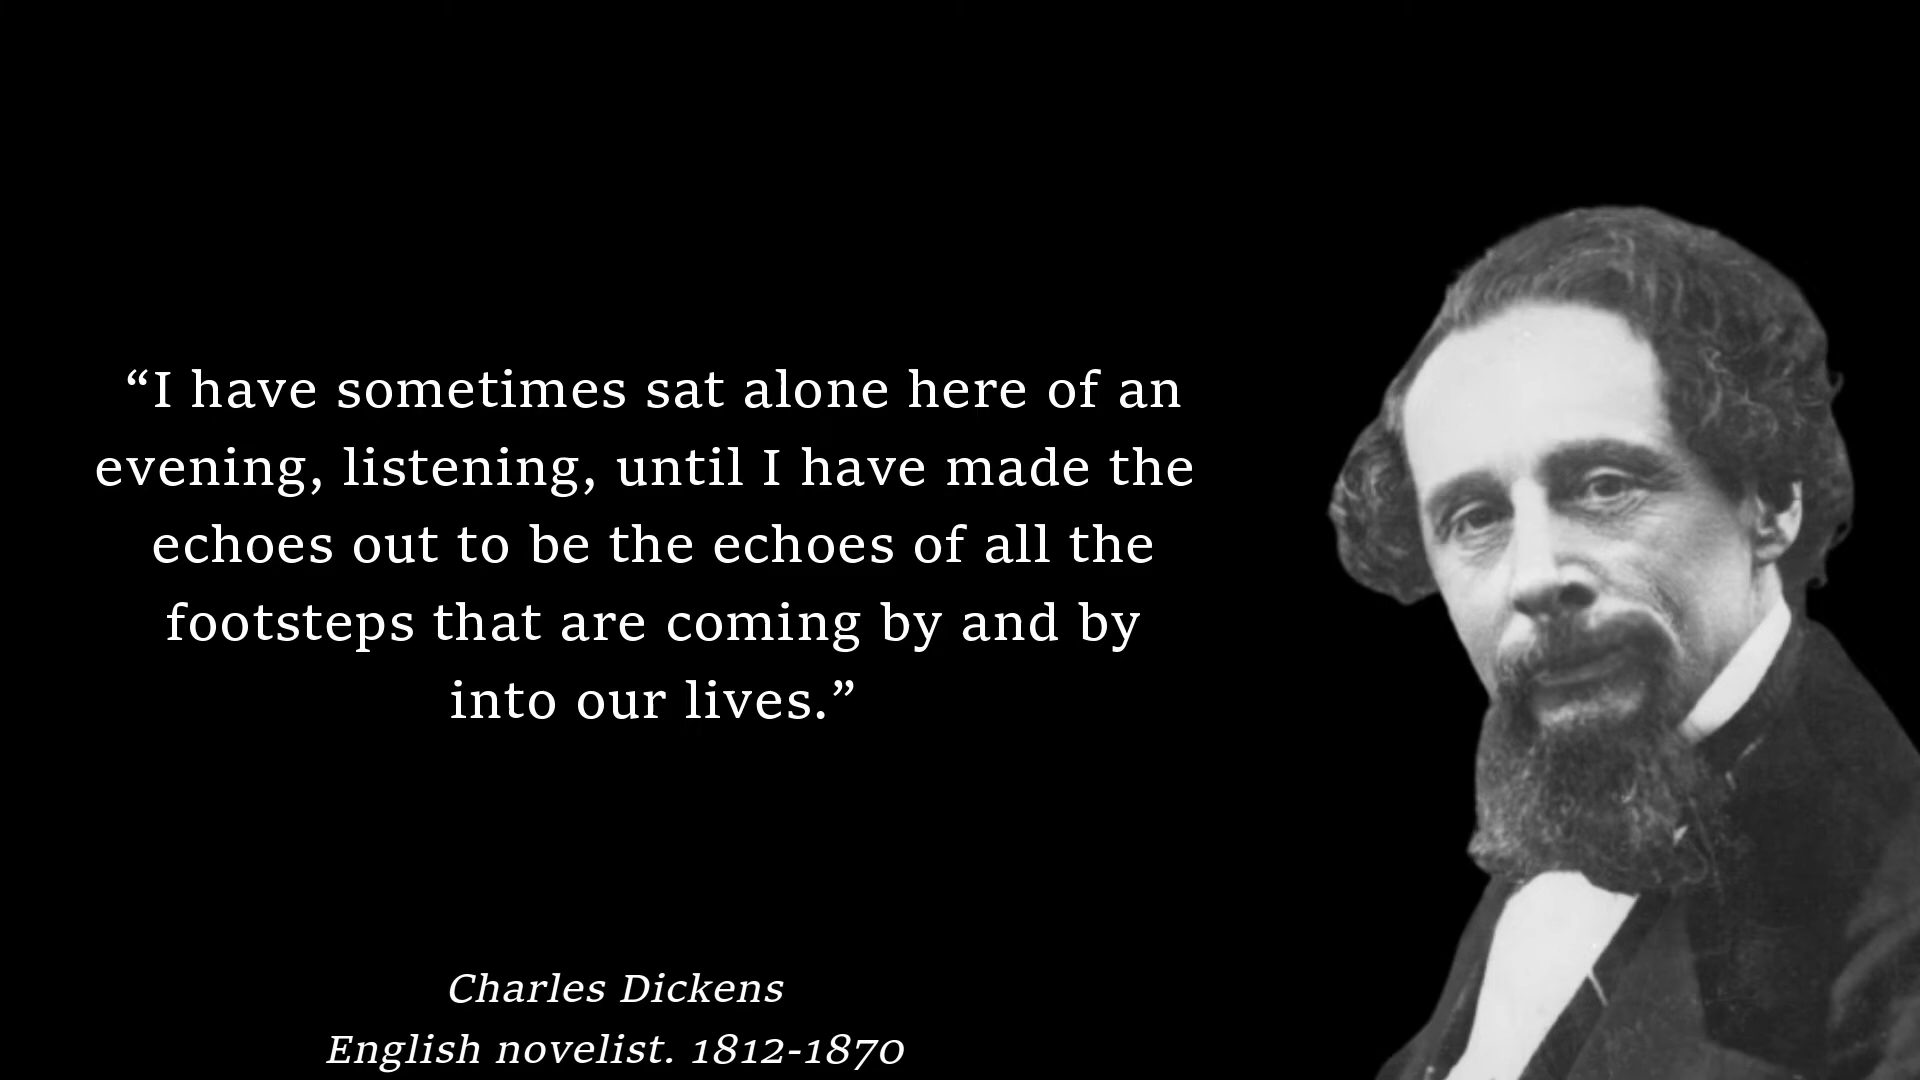 “I have sometimes sat alone here of an
evening, listening, until I have made the
echoes out to be the echoes of all the
footsteps that are coming by and by
into our lives.”
Charles Dickens
English novelist. 1812-1870